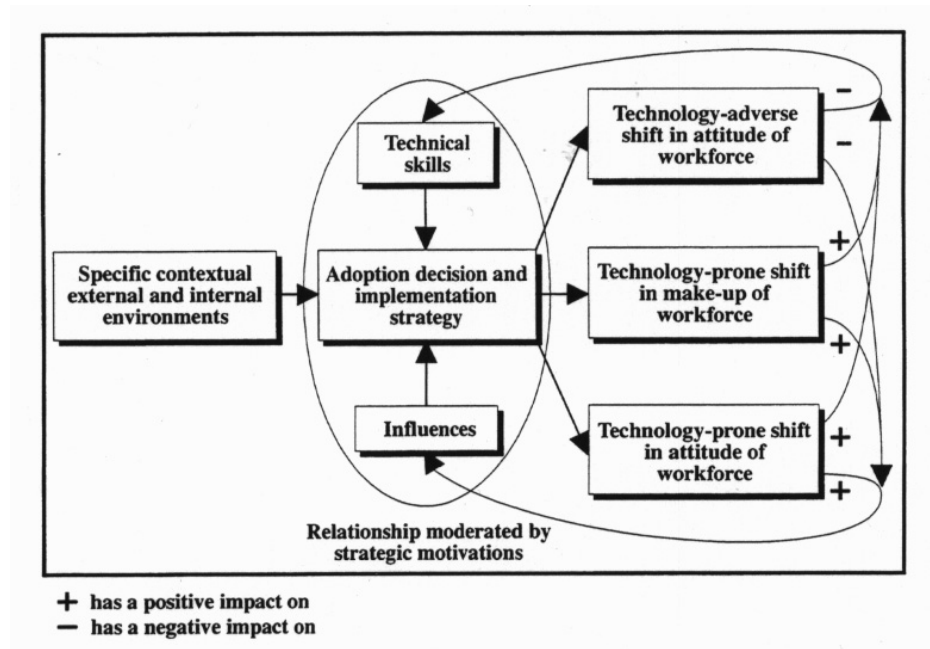 Technical
skills
Specific contextual
external and internal
environments
Adoption decision and
implementation
strategy
Influences
Relationship moderated by
strategic motivations
Technology-adverse
shift in attitude of
workforce
Technology-prone shift
in make-up of
workforce
Technology-prone shift
in attitude of
workforce
−
−
+
+
+
+
+ has a positive impact on
− has a negative impact on